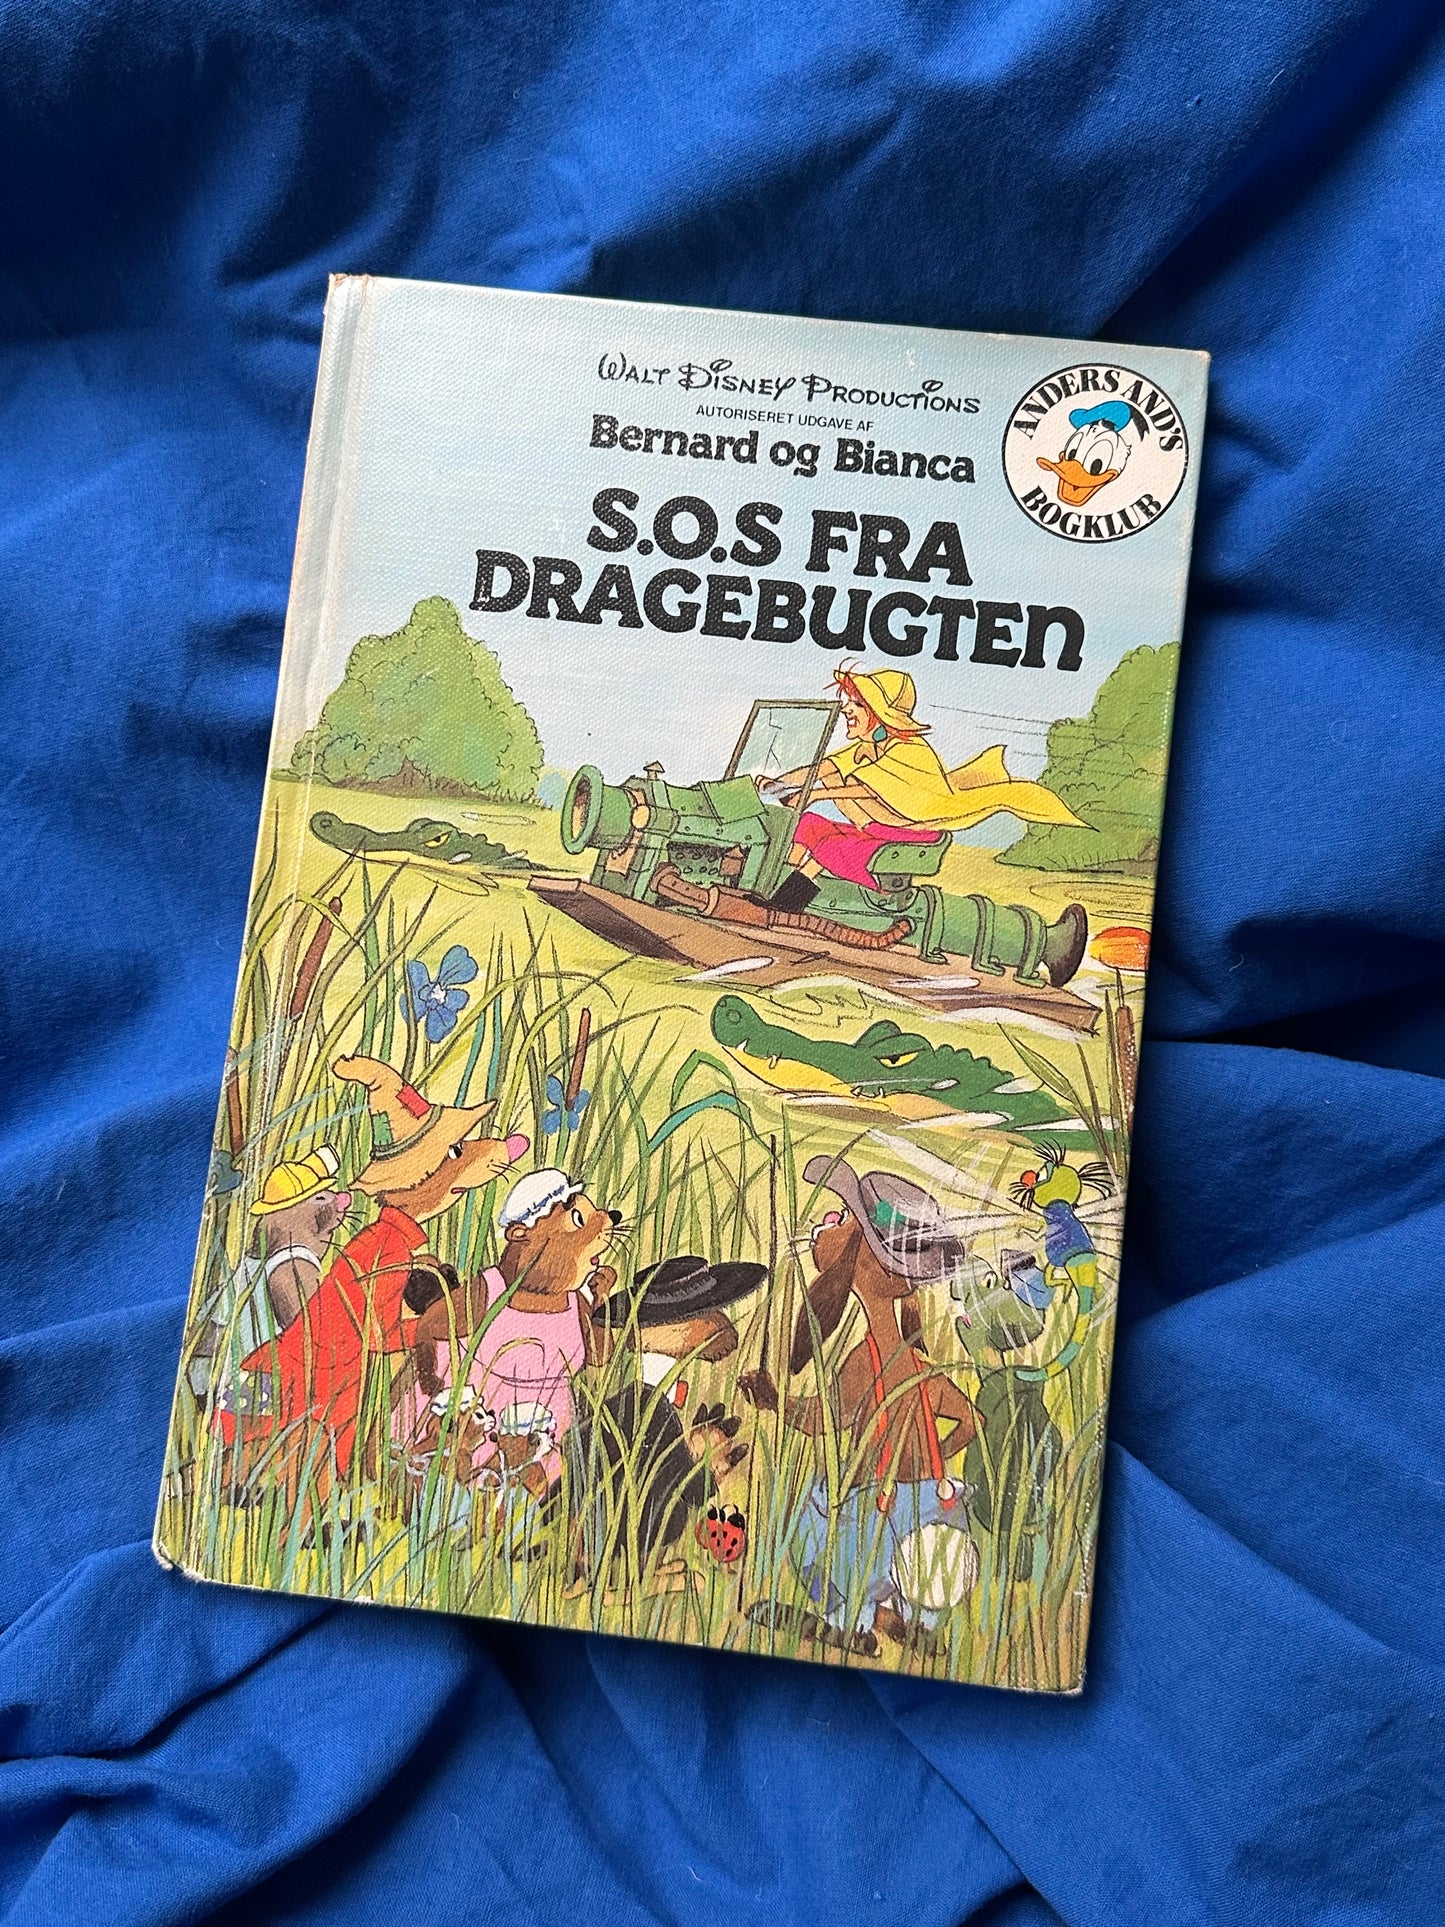 WALT DISNEY PRODUCTIONS
AUTORISERET UDGAVE AF
Bernard og Bianca
S.O.S FRA
DRAGEBUGTEN
ANDERS AND'S
BOGKLUB